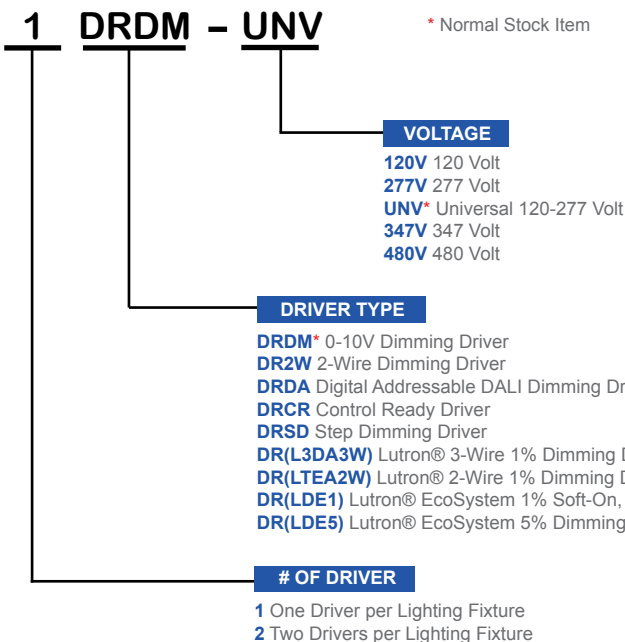 1 DRDM – UNV
* Normal Stock Item
VOLTAGE
120V 120 Volt
277V 277 Volt
UNV* Universal 120-277 Volt
347V 347 Volt
480V 480 Volt
DRIVER TYPE
DRDM* 0-10V Dimming Driver
DR2W 2-Wire Dimming Driver
DRDA Digital Addressable DALI Dimming
DRCR Control Ready Driver
DRSD Step Dimming Driver
DR(L3DA3W) Lutron® 3-Wire 1% Dimming
DR(LTEA2W) Lutron® 2-Wire 1% Dimming
DR(LDE1) Lutron® EcoSystem 1% Soft-On,
DR(LDE5) Lutron® EcoSystem 5% Dimming
# OF DRIVER
1 One Driver per Lighting Fixture
2 Two Drivers per Lighting Fixture